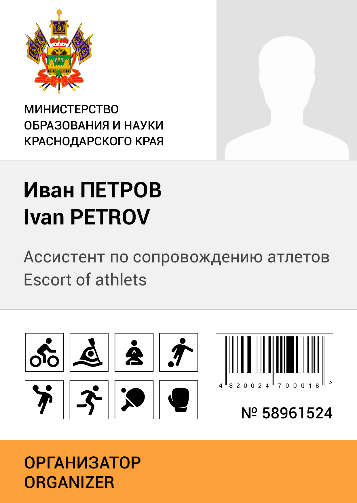 МИНИСТЕРСТВО
ОБРАЗОВАНИЯ И НАУКИ
КРАСНОДАРСКОГО КРАЯ
Иван ПЕТРОВ
Ivan PETROV
Ассистент по сопровождению атлетов
Escort of athlets
4 820024 700016 >
№ 58961524
ОРГАНИЗАТОР
ORGANIZER